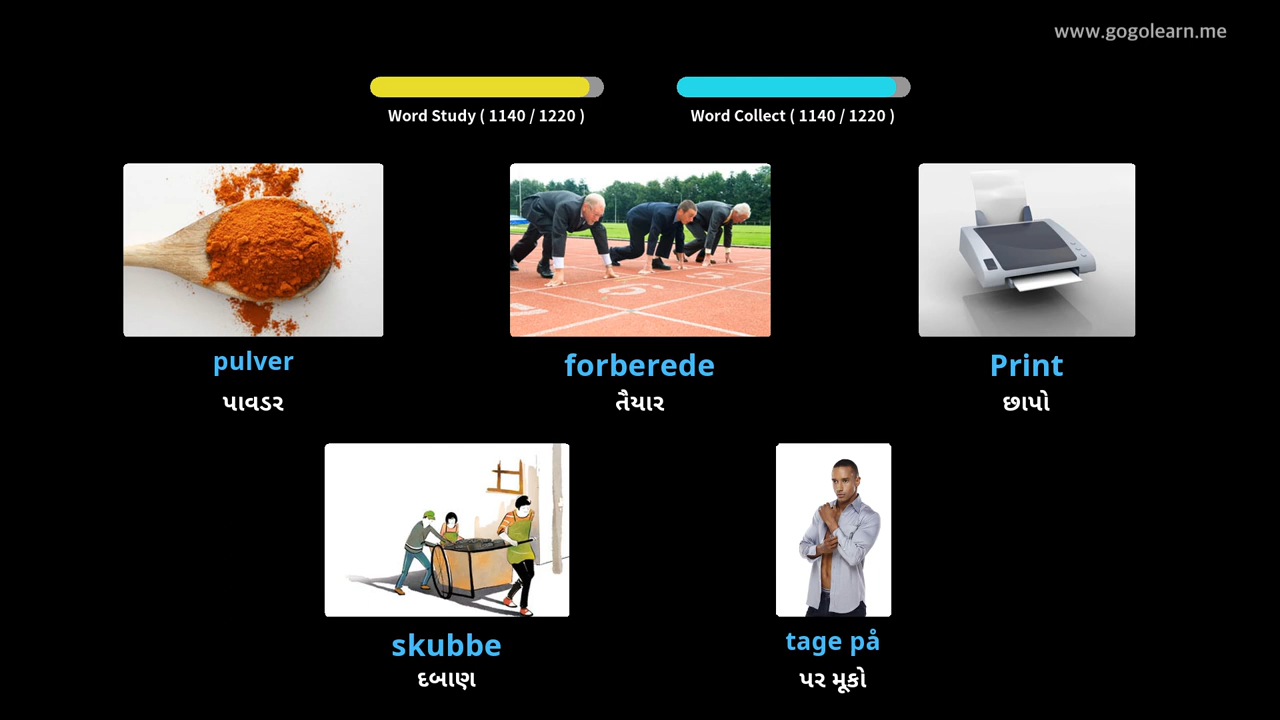 www.gogolearn.me
Word Study ( 1140 / 1220 )
Word Collect ( 1140 / 1220 )
pulver
પાવડર
forberede
તૈયાર
Print
છાપો
skubbe
દબાણ
tage på
પર મૂકો